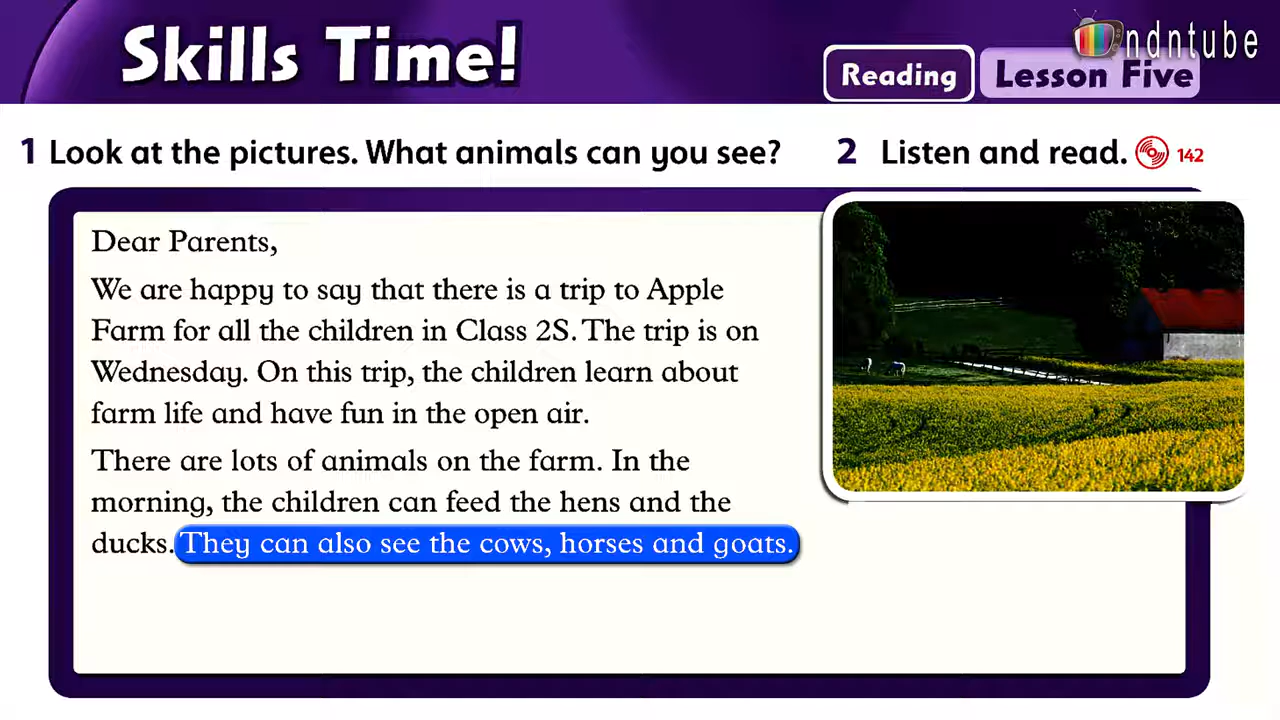 Skills Time!
ndntube
Reading
Lesson Five
1 Look at the pictures. What animals can you see?
2 Listen and read. 142
Dear Parents,
We are happy to say that there is a trip to Apple
Farm for all the children in Class 2S. The trip is on
Wednesday. On this trip, the children learn about
farm life and have fun in the open air.
There are lots of animals on the farm. In the
morning, the children can feed the hens and the
ducks. They can also see the cows, horses and goats.